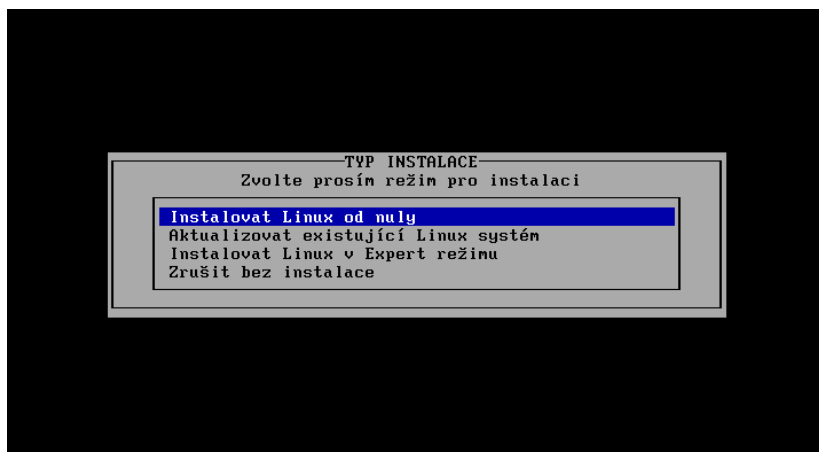 TYP INSTALACE
Zvolte prosím režim pro instalaci
Instalovat Linux od nuly
Aktualizovat existující Linux systém
Instalovat Linux v Expert režimu
Zrušit bez instalace